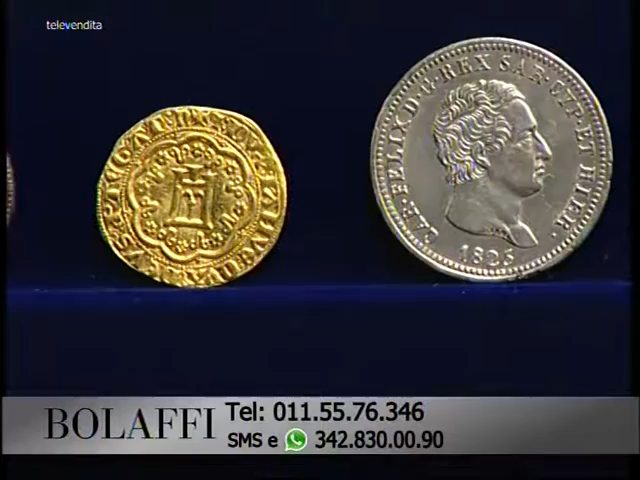 televendita
CAR·FELIX D·G·REX SAR·CYP·ET HIER·
1825
BOLAFFI
Tel: 011.55.76.346
SMS e 342.830.00.90